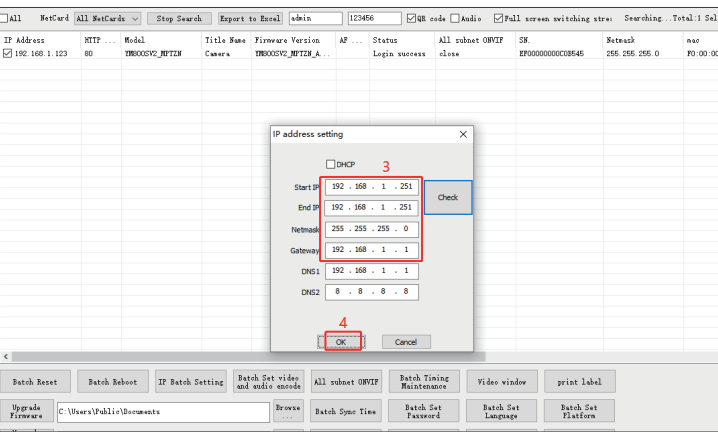 All NetCard All NetCards Stop Search Export to Excel admin 123456 QR code Audio Full screen switching stre: Searching...Total:1 Sel
IP Address HTTP ... Model Title Name Firmware Version AF ... Status All subnet ONVIF SN. Netmask mac
192.168.1.123 80 YM800SV2_MPTZN Camera YM800SV2_MPTZN_A... Login success close EF00000000C0B545 255.255.255.0 F0:00:00
IP address setting
DHCP 3
Start IP 192 . 168 . 1 . 251
Check
End IP 192 . 168 . 1 . 251
Netmask 255 . 255 . 255 . 0
Gateway 192 . 168 . 1 . 1
DNS1 192 . 168 . 1 . 1
DNS2 8 . 8 . 8 . 8
4
OK Cancel
Batch Reset Batch Reboot IP Batch Setting Batch Set video and audio encode All subnet ONVIF Batch Timing Maintenance Video window print label
Upgrade Firmware C:\Users\Public\Documents Browse ... Batch Sync Time Batch Set Password Batch Set Language Batch Set Platform